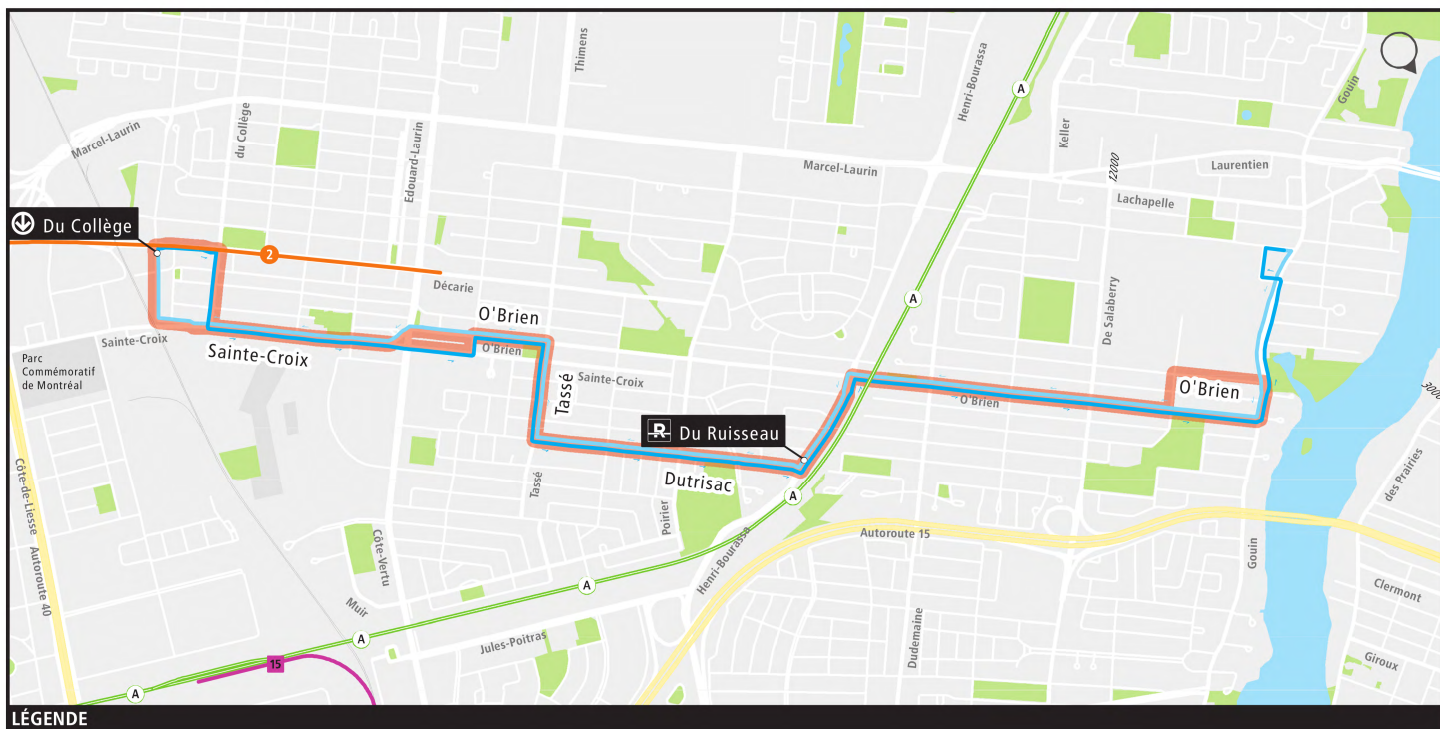 Marcel-Laurin
du Collège
Edouard-Laurin
Thimens
Henri-Bourassa
A
Keller
Gouin
12000
Laurentien
Marcel-Laurin
Lachapelle
Du Collège
2
Décarie
A
De Salaberry
O'Brien
Sainte-Croix
Sainte-Croix
O'Brien
Parc
Commémoratif
de Montréal
Tassé
Sainte-Croix
O'Brien
O'Brien
3000
R Du Ruisseau
Tassé
Dutrisac
A
Poirier
des Prairies
Côte-de-Liesse
Autoroute 40
Côte-Vertu
Henri-Bourassa
Autoroute 15
Gouin
A
Muir
Clermont
A
Jules-Poitras
Dudemaine
15
Giroux
A
LÉGENDE